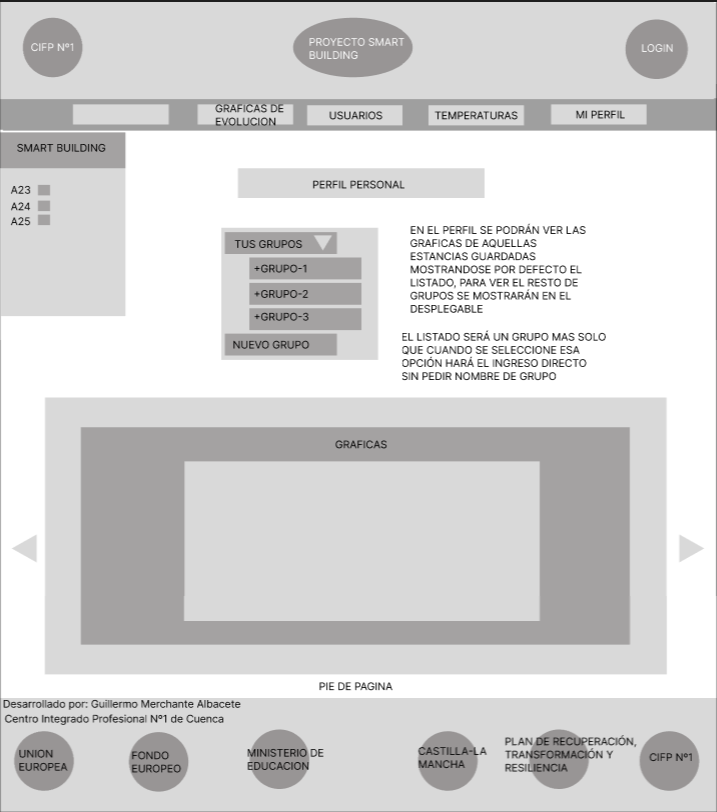 CIFP Nº1
PROYECTO SMART
BUILDING
LOGIN
GRAFICAS DE
EVOLUCION
USUARIOS
TEMPERATURAS
MI PERFIL
SMART BUILDING
A23
A24
A25
PERFIL PERSONAL
TUS GRUPOS
+GRUPO-1
+GRUPO-2
+GRUPO-3
NUEVO GRUPO
EN EL PERFIL SE PODRÁN VER LAS
GRAFICAS DE AQUELLAS
ESTANCIAS GUARDADAS
MOSTRANDOSE POR DEFECTO EL
LISTADO, PARA VER EL RESTO DE
GRUPOS SE MOSTRARÁN EN EL
DESPLEGABLE
EL LISTADO SERÁ UN GRUPO MAS SOLO
QUE CUANDO SE SELECCIONE ESA
OPCIÓN HARÁ EL INGRESO DIRECTO
SIN PEDIR NOMBRE DE GRUPO
GRAFICAS
PIE DE PAGINA
Desarrollado por: Guillermo Merchante Albacete
Centro Integrado Profesional Nº1 de Cuenca
UNION
EUROPEA
FONDO
EUROPEO
MINISTERIO DE
EDUCACION
CASTILLA-LA
MANCHA
PLAN DE RECUPERACIÓN,
TRANSFORMACIÓN Y
RESILIENCIA
CIFP Nº1